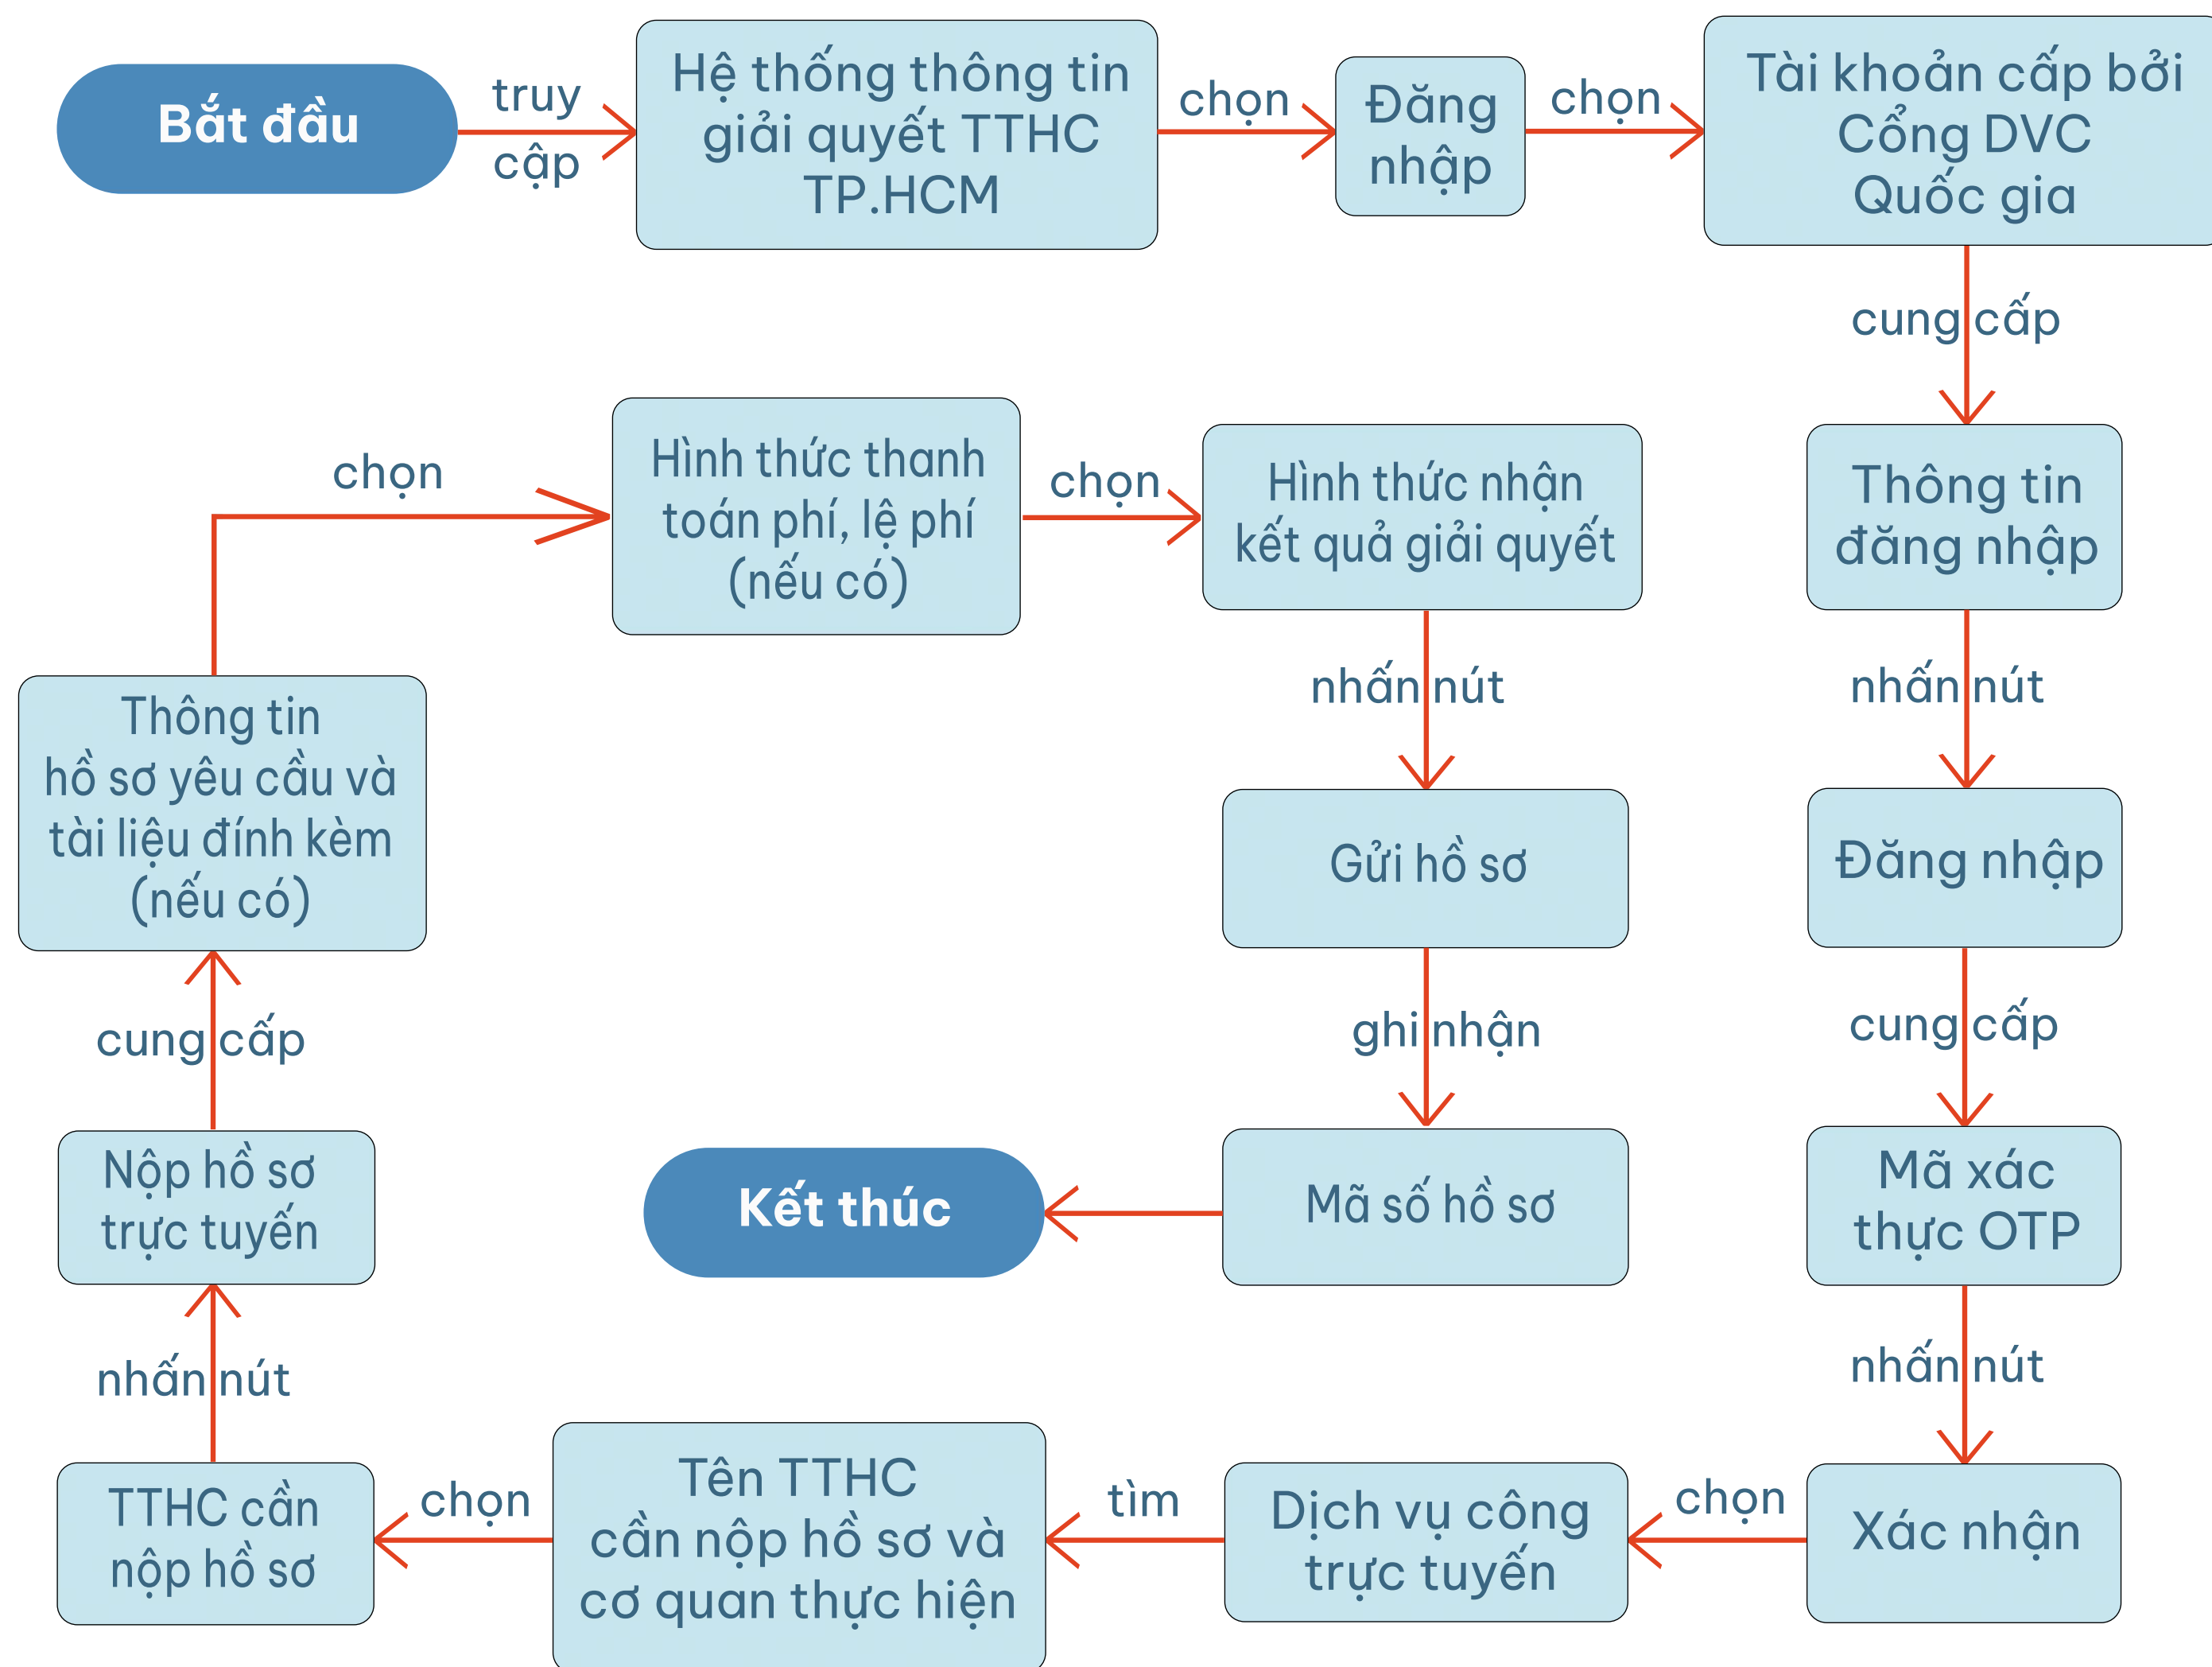 Bắt đầu
truy
cập
Hệ thống thông tin
giải quyết TTHC
TP.HCM
chọn
Đăng
nhập
chọn
Tài khoản cấp bởi
Cổng DVC
Quốc gia
cung cấp
Thông tin
đăng nhập
nhấn nút
Đăng nhập
cung cấp
Mã xác
thực OTP
nhấn nút
Xác nhận
chọn
Dịch vụ công
trực tuyến
tìm
Tên TTHC
cần nộp hồ sơ và
cơ quan thực hiện
chọn
TTHC cần
nộp hồ sơ
nhấn nút
Nộp hồ sơ
trực tuyến
cung cấp
Thông tin
hồ sơ yêu cầu và
tài liệu đính kèm
(nếu có)
chọn
Hình thức thanh
toán phí, lệ phí
(nếu có)
chọn
Hình thức nhận
kết quả giải quyết
nhấn nút
Gửi hồ sơ
ghi nhận
Mã số hồ sơ
Kết thúc